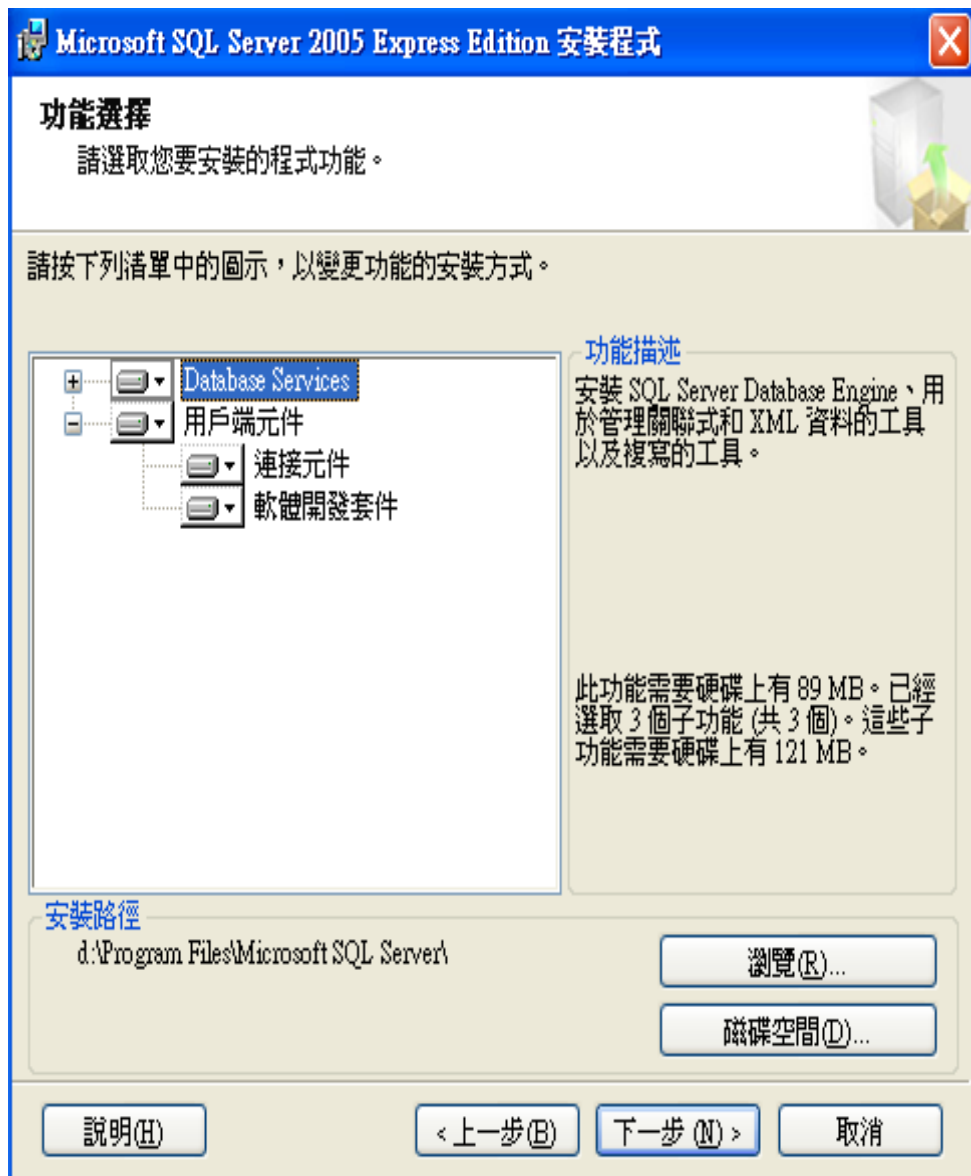 Microsoft SQL Server 2005 Express Edition 安裝程式
功能選擇
請選取您要安裝的程式功能。
請按下列清單中的圖示，以變更功能的安裝方式。
Database Services
用戶端元件
連接元件
軟體開發套件
功能描述
安裝 SQL Server Database Engine、用
於管理關聯式和 XML 資料的工具
以及複寫的工具。
此功能需要硬碟上有 89 MB。已經
選取 3 個子功能 (共 3 個)。這些子
功能需要硬碟上有 121 MB。
安裝路徑
d:\Program Files\Microsoft SQL Server\
瀏覽(R)...
磁碟空間(D)...
說明(H)
< 上一步(B)
下一步 (N) >
取消